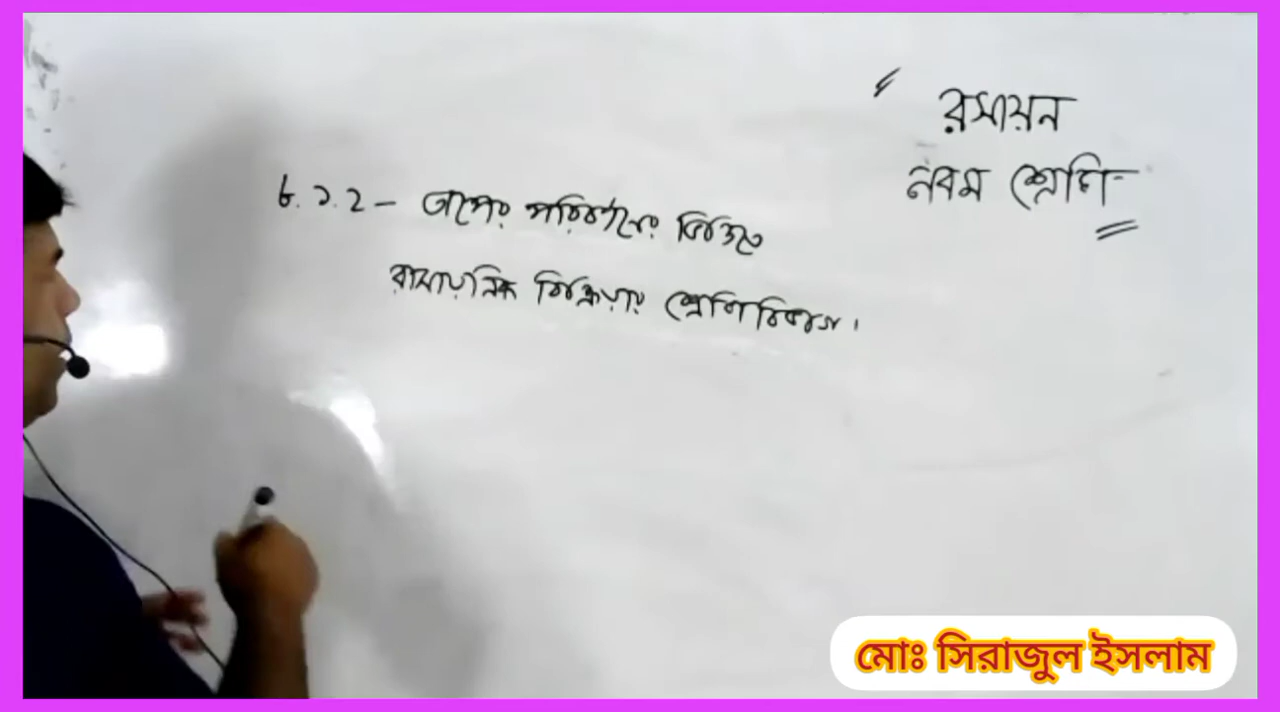 রসায়ন
নবম শ্রেণি
৮.১.২ – তাপের পরিবর্তনের ভিত্তিতে
রাসায়নিক বিক্রিয়ার শ্রেণিবিভাগ।
মোঃ সিরাজুল ইসলাম